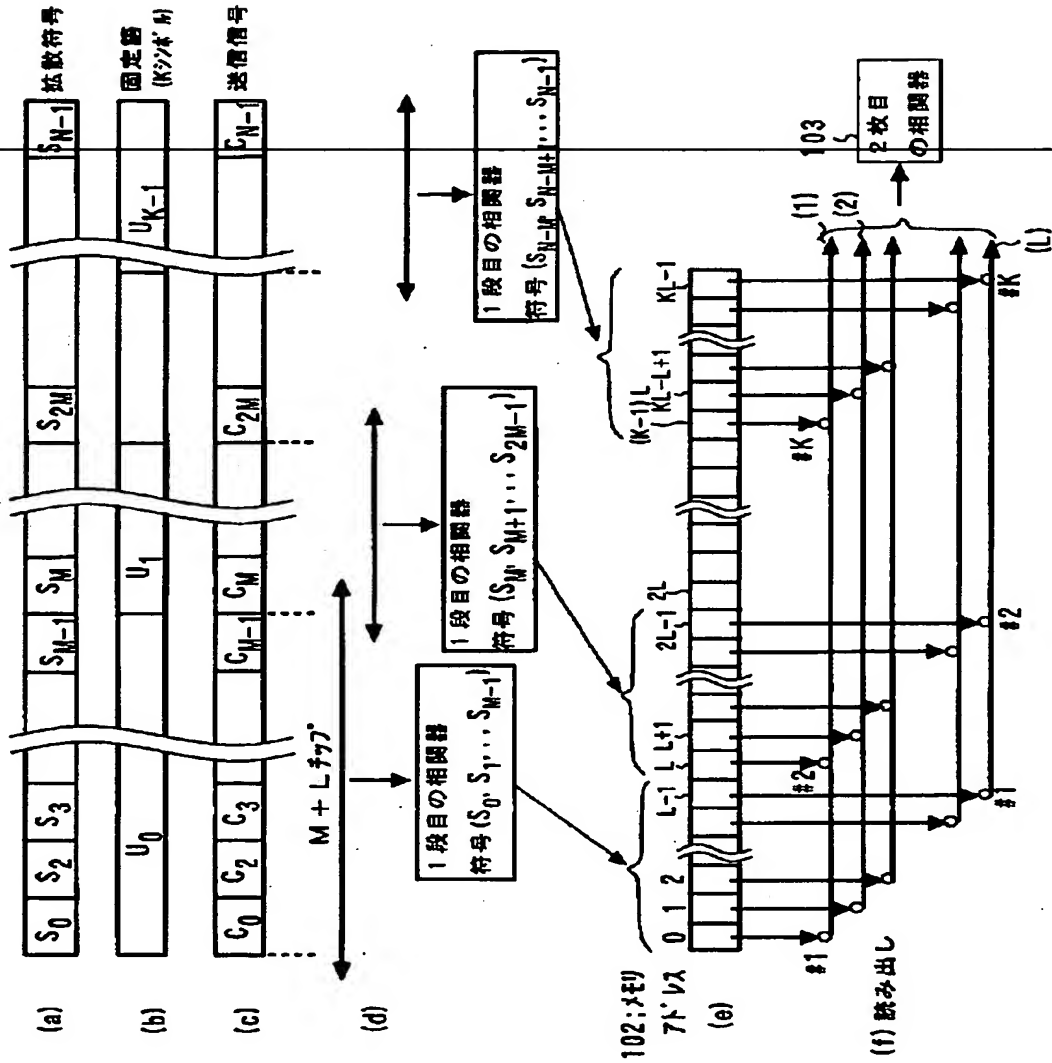 (a) S0 S2 S3 SM-1 SM S2M SN-1 拡散符号
(b) U0 U1 UK-1 固定語
(Kシンボル)
(c) C0 C2 C3 CM-1 CM C2M CN-1 送信信号
M+Lチップ
(d)
1段目の相関器
符号(S0, S1,... SM-1)
1段目の相関器
符号(SM, SM+1,... S2M-1)
1段目の相関器
符号(SN-M, SN-M+1,... SN-1)
102;メモリ
アドレス
0 1 2 L-1 L L+1 2L-1 2L (K-1)L KL-L+1 KL-1
(e)
#1 #2 #K
(1)
(2)
(f)読み出し
#1 #2 #K
(L)
103
2枚目
の相関器